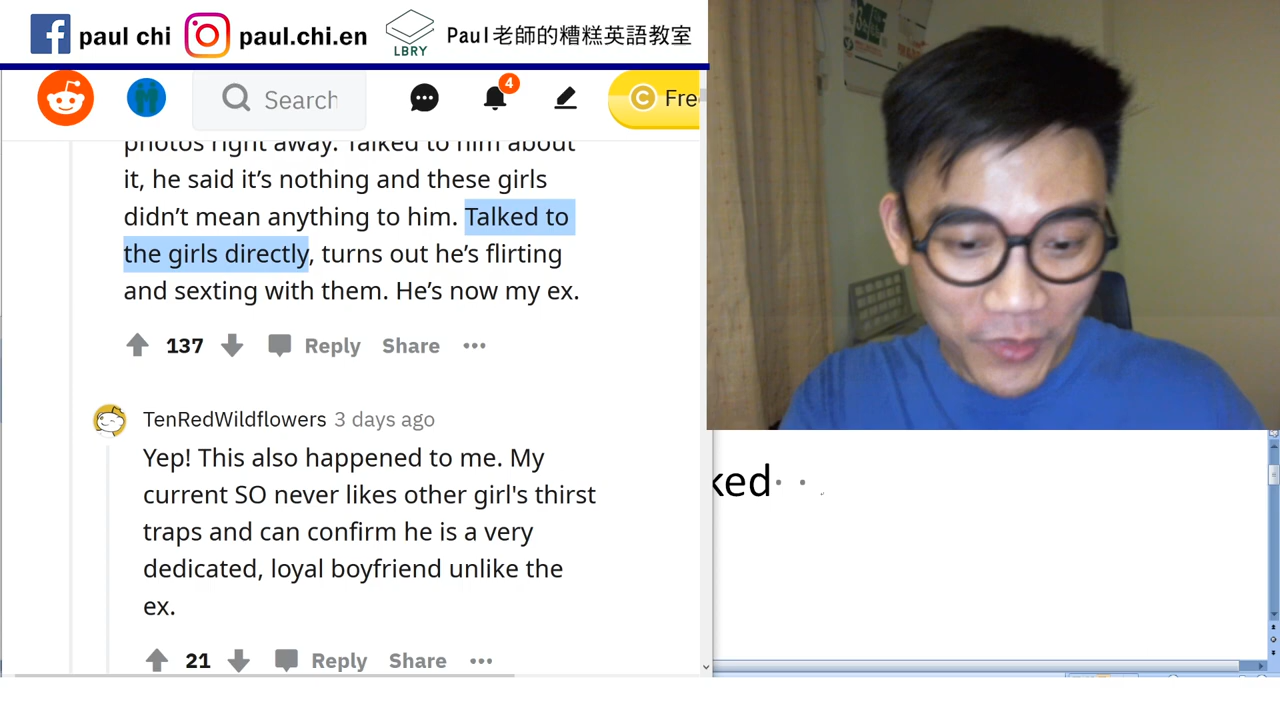 paul chi paul.chi.en LBRY Paul老師的糟糕英語教室
Search 4 Fre
photos right away. Talked to him about
it, he said it’s nothing and these girls
didn’t mean anything to him. Talked to
the girls directly, turns out he’s flirting
and sexting with them. He’s now my ex.
137 Reply Share
TenRedWildflowers 3 days ago
Yep! This also happened to me. My
current SO never likes other girl's thirst
traps and can confirm he is a very
dedicated, loyal boyfriend unlike the
ex.
21 Reply Share
ked